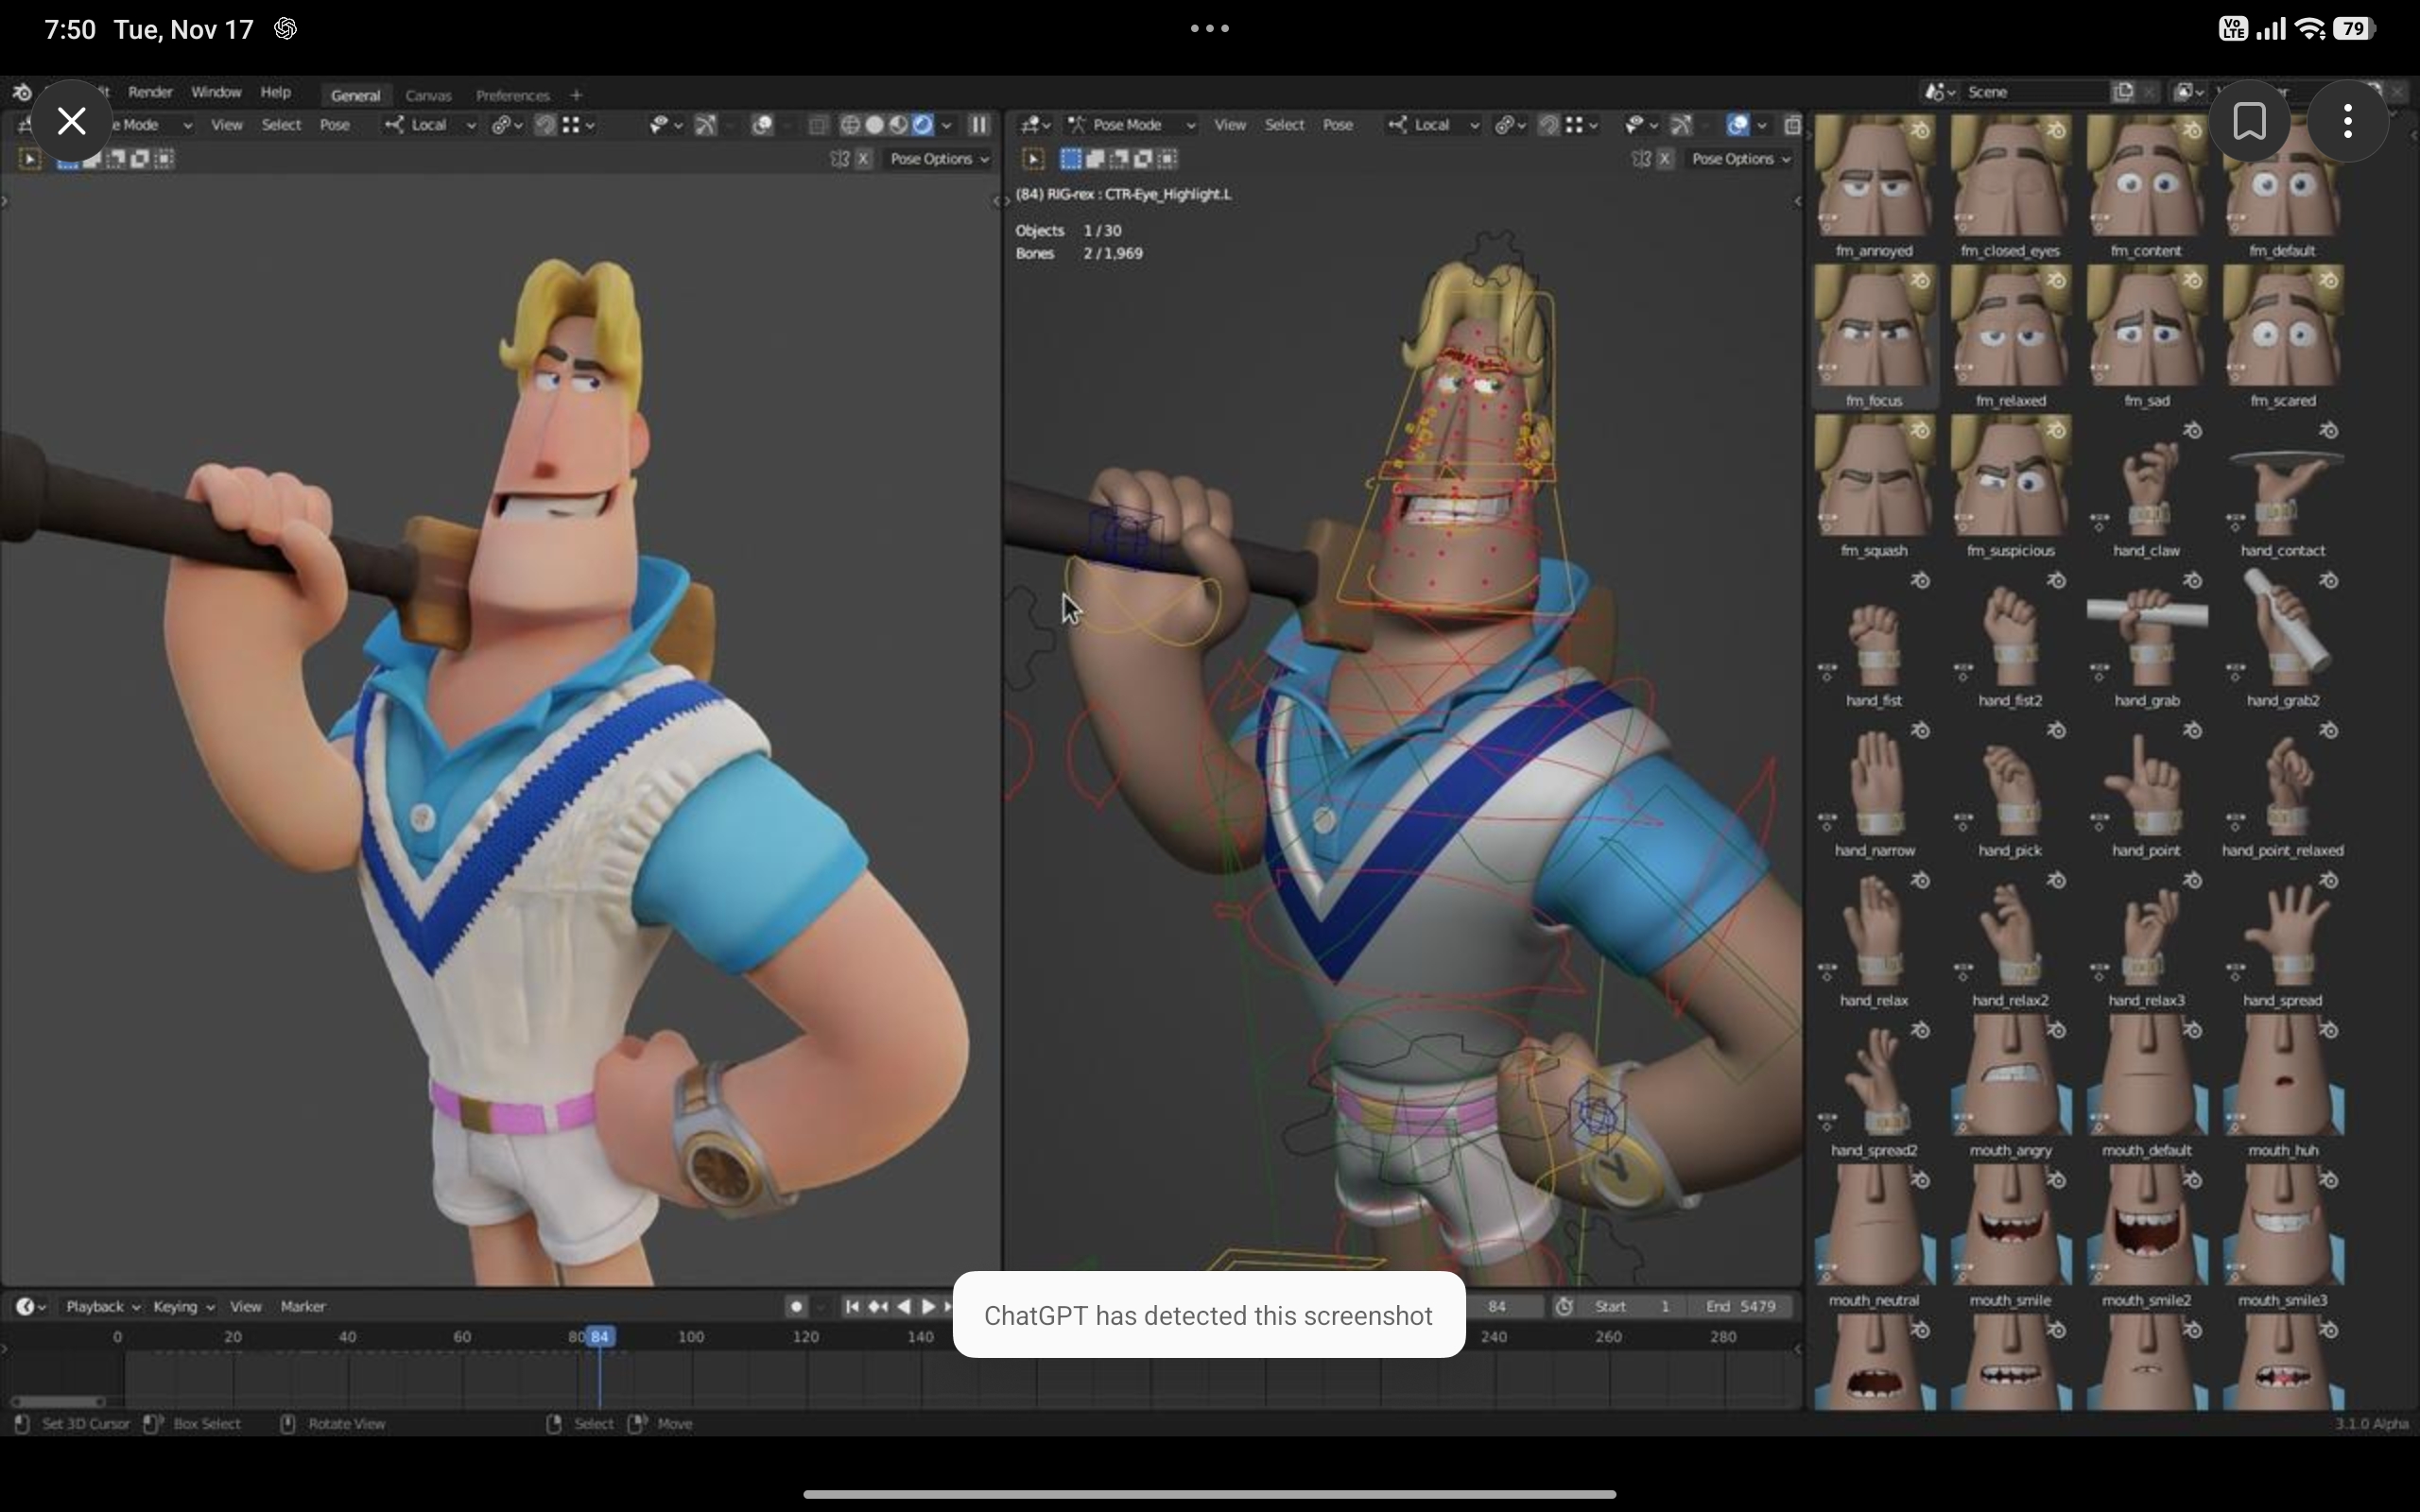 7:50 Tue, Nov 17
Vo LTE 79
Render Window Help General Canvas Preferences +
Scene
e Mode View Select Pose Local
Pose Mode View Select Pose Local
X Pose Options
X Pose Options
(84) RIG-rex : CTR-Eye_Highlight.L
Objects 1 / 30
Bones 2 / 1,969
fm_annoyed fm_closed_eyes fm_content fm_default
fm_focus fm_relaxed fm_sad fm_scared
fm_squash fm_suspicious hand_claw hand_contact
hand_fist hand_fist2 hand_grab hand_grab2
hand_narrow hand_pick hand_point hand_point_relaxed
hand_relax hand_relax2 hand_relax3 hand_spread
hand_spread2 mouth_angry mouth_default mouth_huh
mouth_neutral mouth_smile mouth_smile2 mouth_smile3
ChatGPT has detected this screenshot
Playback Keying View Marker
84 Start 1 End 5479
0 20 40 60 80 84 100 120 140 240 260 280
Set 3D Cursor Box Select Rotate View Select Move
3.1.0 Alpha